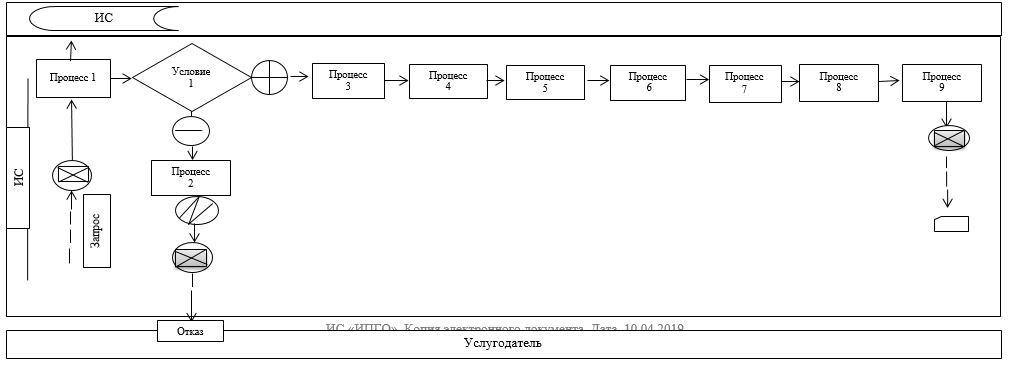 ИС
Процесс 1
Условие
1
Процесс
3
Процесс
4
Процесс
5
Процесс
6
Процесс
7
Процесс
8
Процесс
9
ИС
Запрос
Процесс
2
Отказ
ИС «ИПГО». Копия электронного документа. Дата 10.04.2019.
Услугодатель